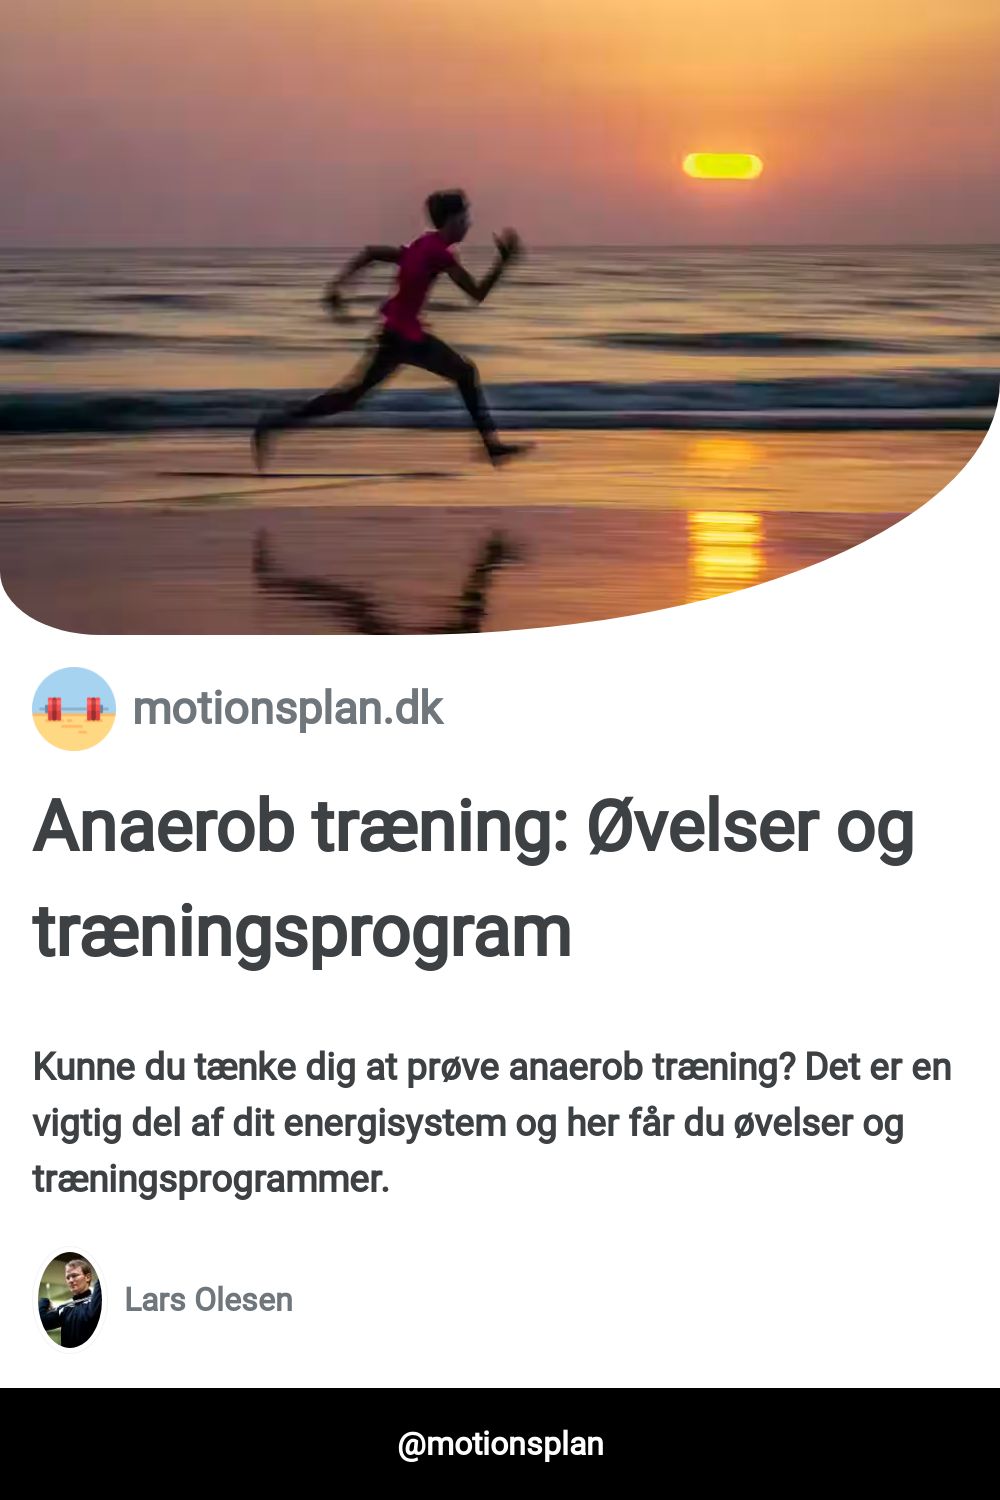 motionsplan.dk
Anaerob træning: Øvelser og
træningsprogram
Kunne du tænke dig at prøve anaerob træning? Det er en
vigtig del af dit energisystem og her får du øvelser og
træningsprogrammer.
Lars Olesen
@motionsplan